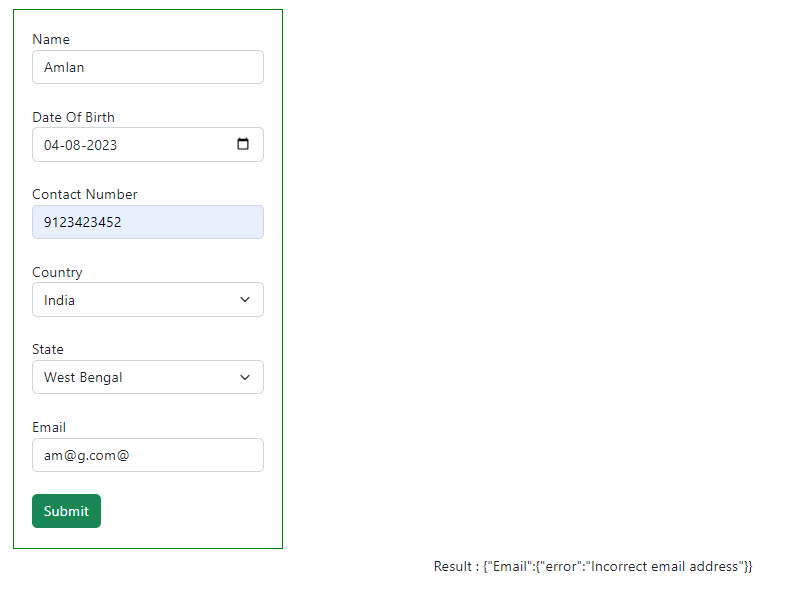 Name
Amlan
Date Of Birth
04-08-2023
Contact Number
9123423452
Country
India
State
West Bengal
Email
am@g.com@
Submit
Result : {"Email":{"error":"Incorrect email address"}}